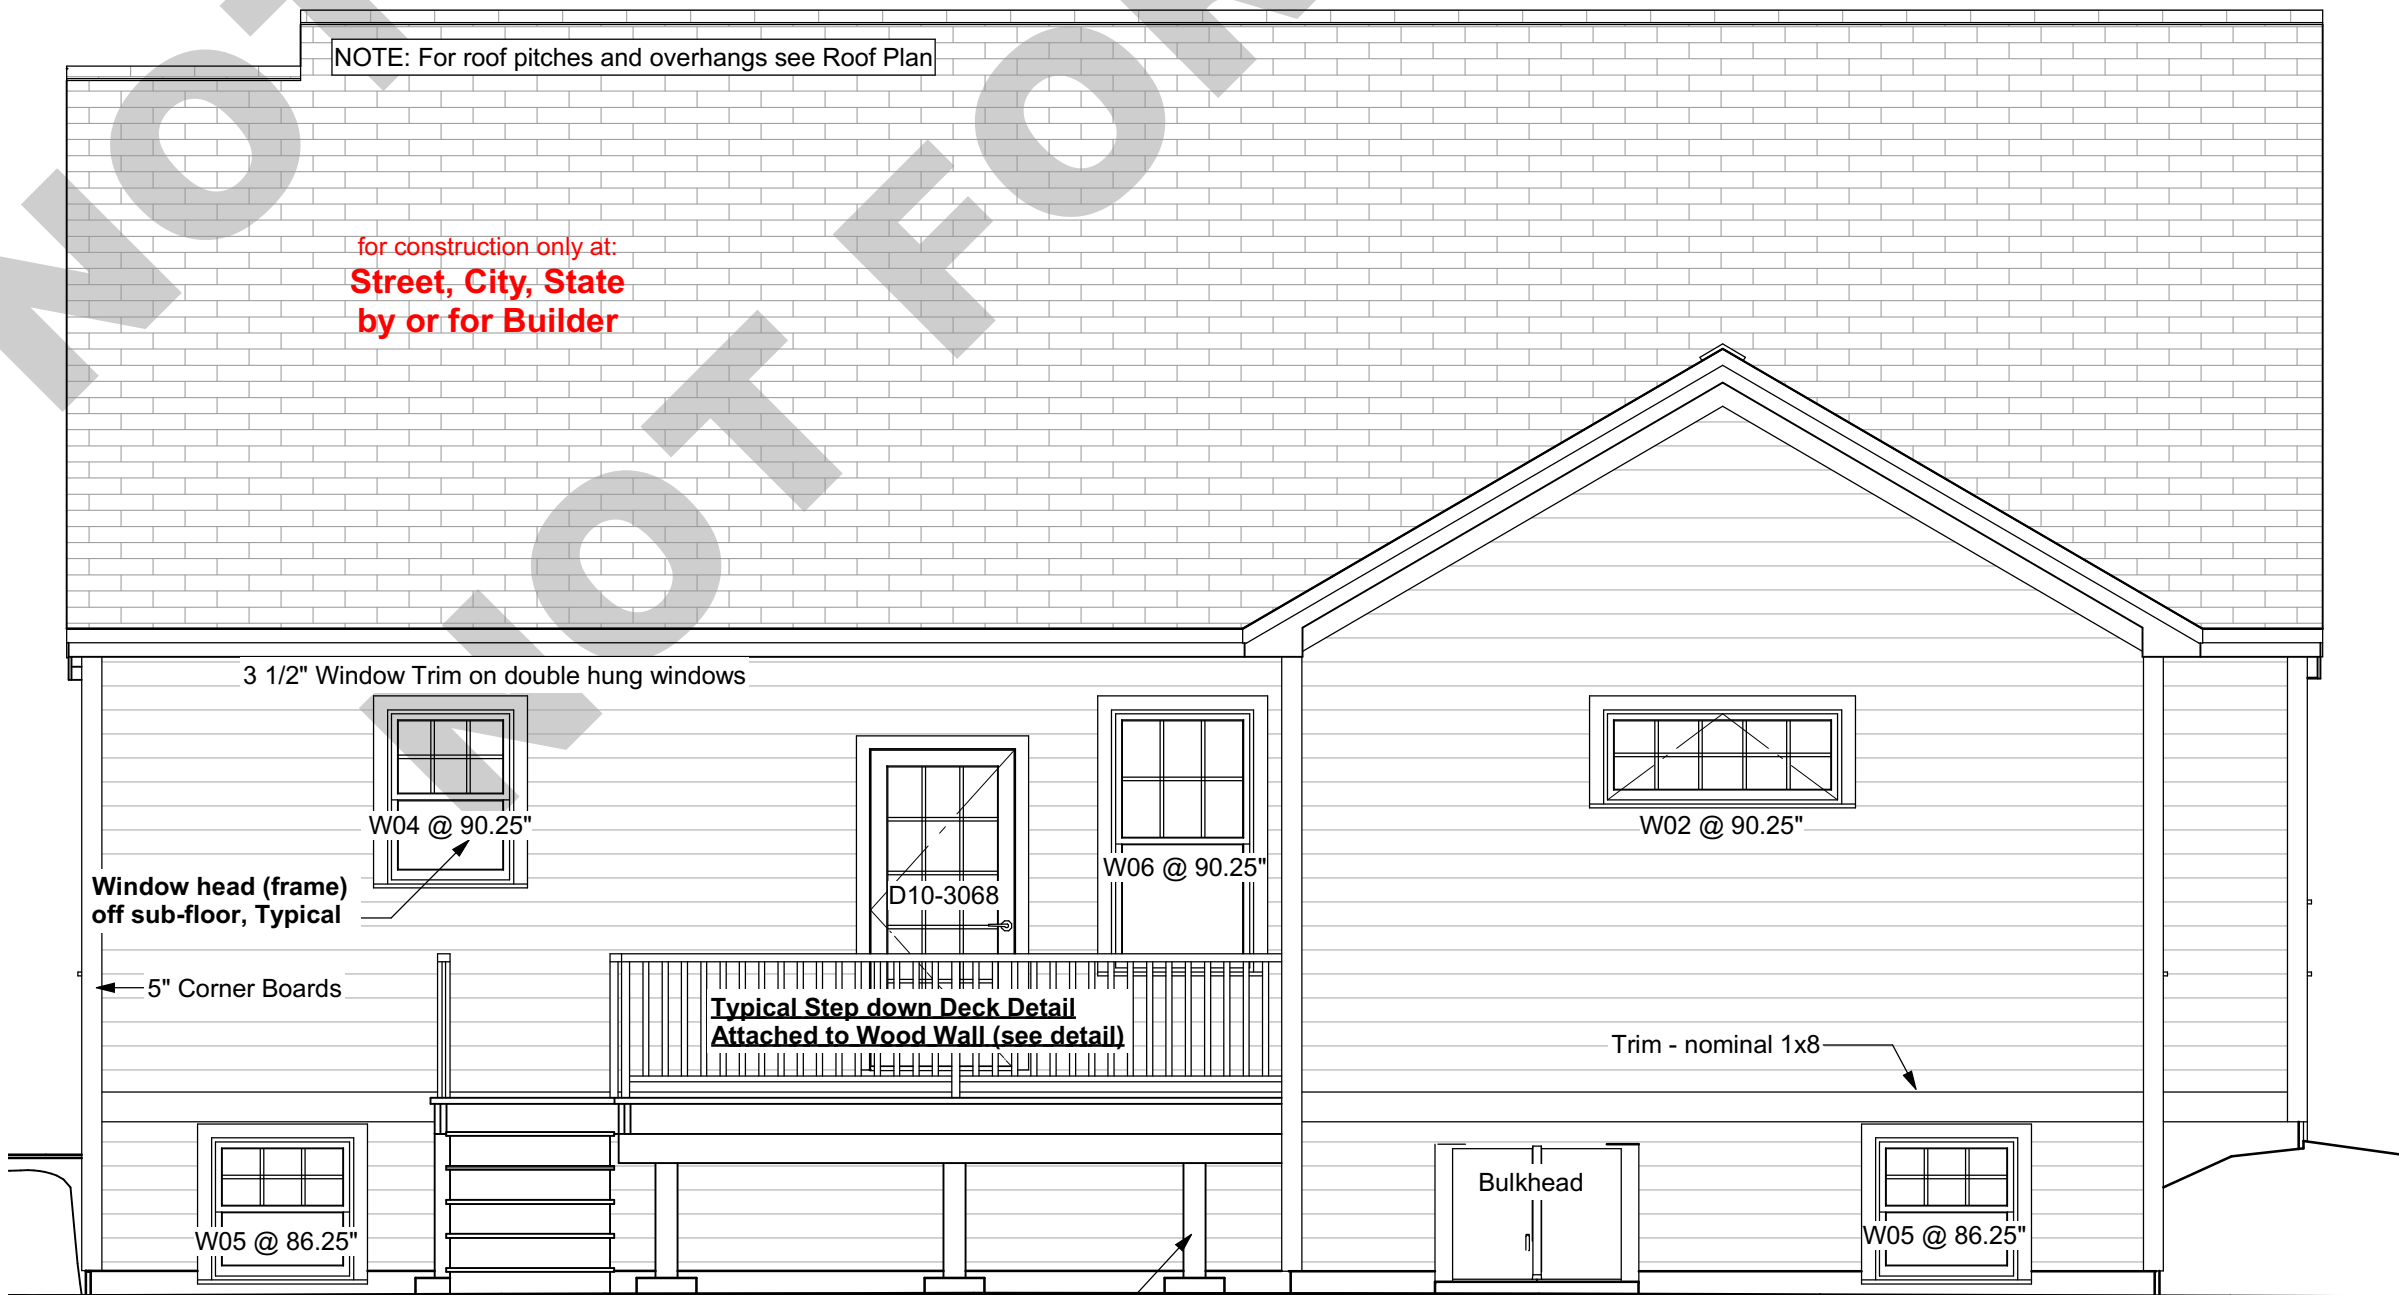 NOT
NOT FOR
NOTE: For roof pitches and overhangs see Roof Plan
for construction only at:
Street, City, State
by or for Builder
3 1/2" Window Trim on double hung windows
W04 @ 90.25"
W02 @ 90.25"
W06 @ 90.25"
Window head (frame)
off sub-floor, Typical
D10-3068
5" Corner Boards
Typical Step down Deck Detail
Attached to Wood Wall (see detail)
Trim - nominal 1x8
Bulkhead
W05 @ 86.25"
W05 @ 86.25"